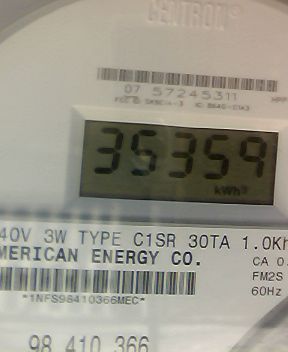 CENTRON®
07 57245311
35359
kWh
40V 3W TYPE C1SR 30TA 1.0Kh
MERICAN ENERGY CO.
CA 0.
FM2S
*1NFS98410366MEC*
60Hz
98 410 366